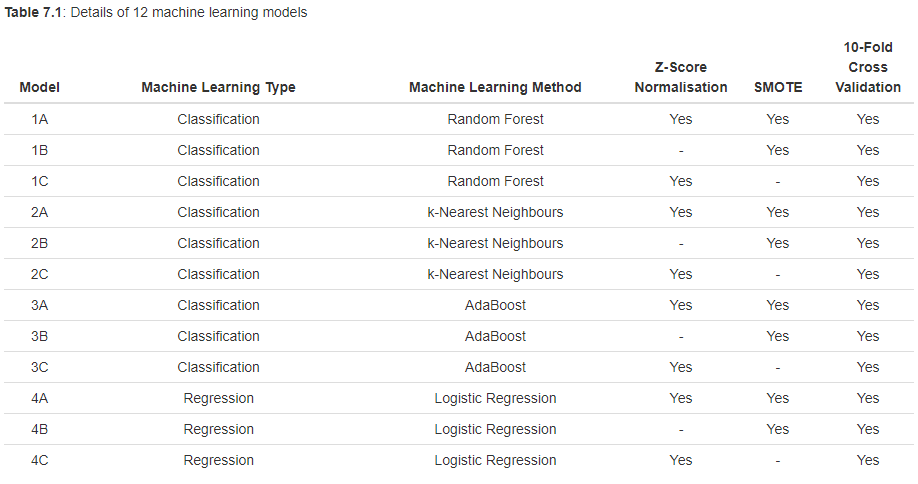 Table 7.1: Details of 12 machine learning models
Model Machine Learning Type Machine Learning Method Z-Score Normalisation SMOTE 10-Fold Cross Validation
1A Classification Random Forest Yes Yes Yes
1B Classification Random Forest - Yes Yes
1C Classification Random Forest Yes - Yes
2A Classification k-Nearest Neighbours Yes Yes Yes
2B Classification k-Nearest Neighbours - Yes Yes
2C Classification k-Nearest Neighbours Yes - Yes
3A Classification AdaBoost Yes Yes Yes
3B Classification AdaBoost - Yes Yes
3C Classification AdaBoost Yes - Yes
4A Regression Logistic Regression Yes Yes Yes
4B Regression Logistic Regression - Yes Yes
4C Regression Logistic Regression Yes - Yes